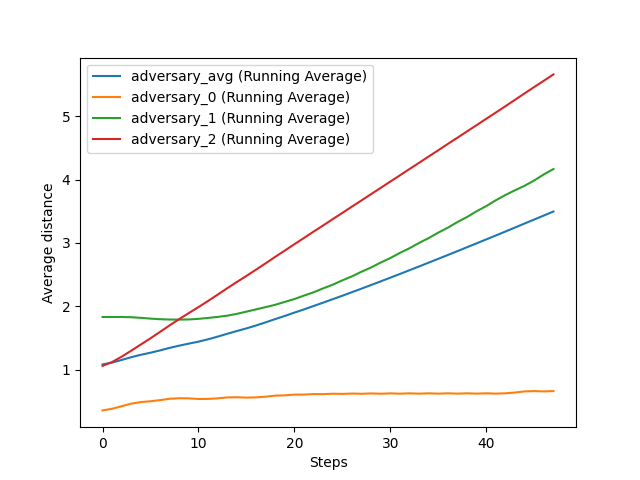 adversary_avg (Running Average)
adversary_0 (Running Average)
adversary_1 (Running Average)
adversary_2 (Running Average)
Average distance
5
4
3
2
1
0 10 20 30 40
Steps